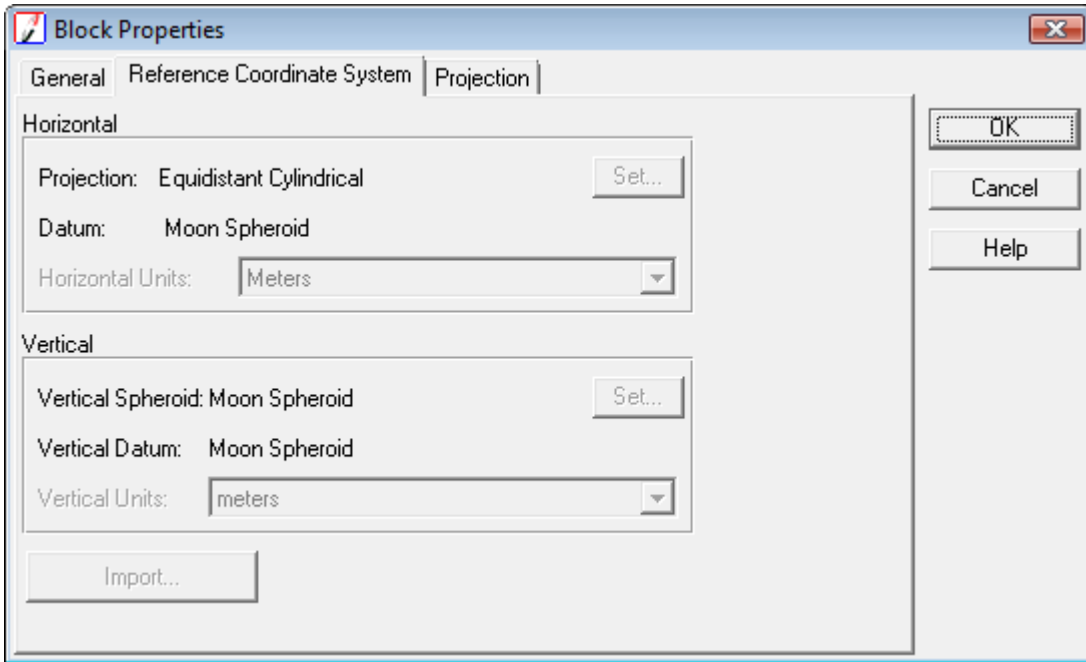 Block Properties
General Reference Coordinate System Projection
Horizontal
Projection: Equidistant Cylindrical Set...
Datum: Moon Spheroid
Horizontal Units: Meters
Vertical
Vertical Spheroid: Moon Spheroid Set...
Vertical Datum: Moon Spheroid
Vertical Units: meters
Import...
OK
Cancel
Help